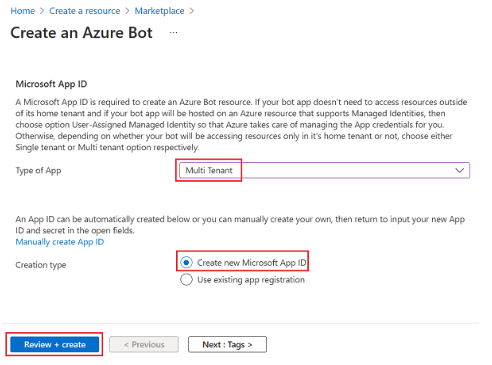 Home > Create a resource > Marketplace >
Create an Azure Bot ...
Microsoft App ID
A Microsoft App ID is required to create an Azure Bot resource. If your bot app doesn't need to access resources outside
of its home tenant and if your bot app will be hosted on an Azure resource that supports Managed Identities, then
choose option User-Assigned Managed Identity so that Azure takes care of managing the App credentials for you.
Otherwise, depending on whether your bot will be accessing resources only in it's home tenant or not, choose either
Single tenant or Multi tenant option respectively.
Type of App
Multi Tenant
An App ID can be automatically created below or you can manually create your own, then return to input your new App
ID and secret in the open fields.
Manually create App ID
Creation type
Create new Microsoft App ID
Use existing app registration
Review + create
< Previous
Next : Tags >